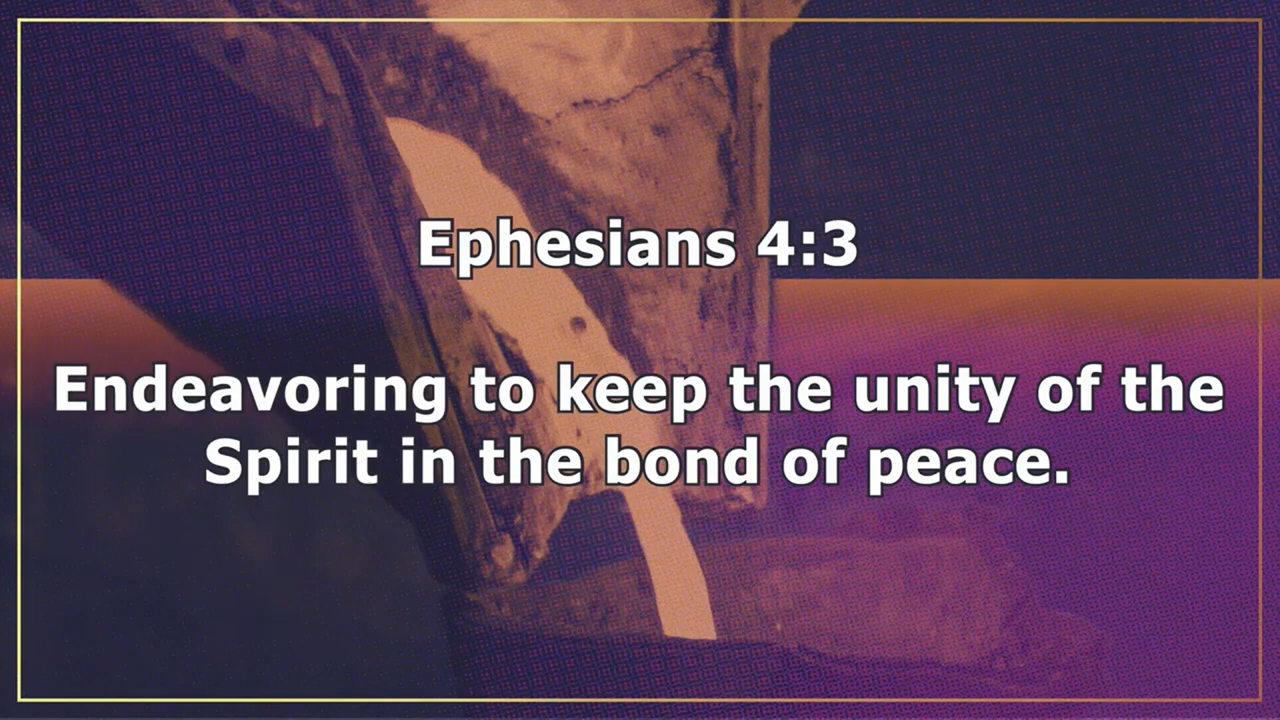 Ephesians 4:3
Endeavoring to keep the unity of the
Spirit in the bond of peace.